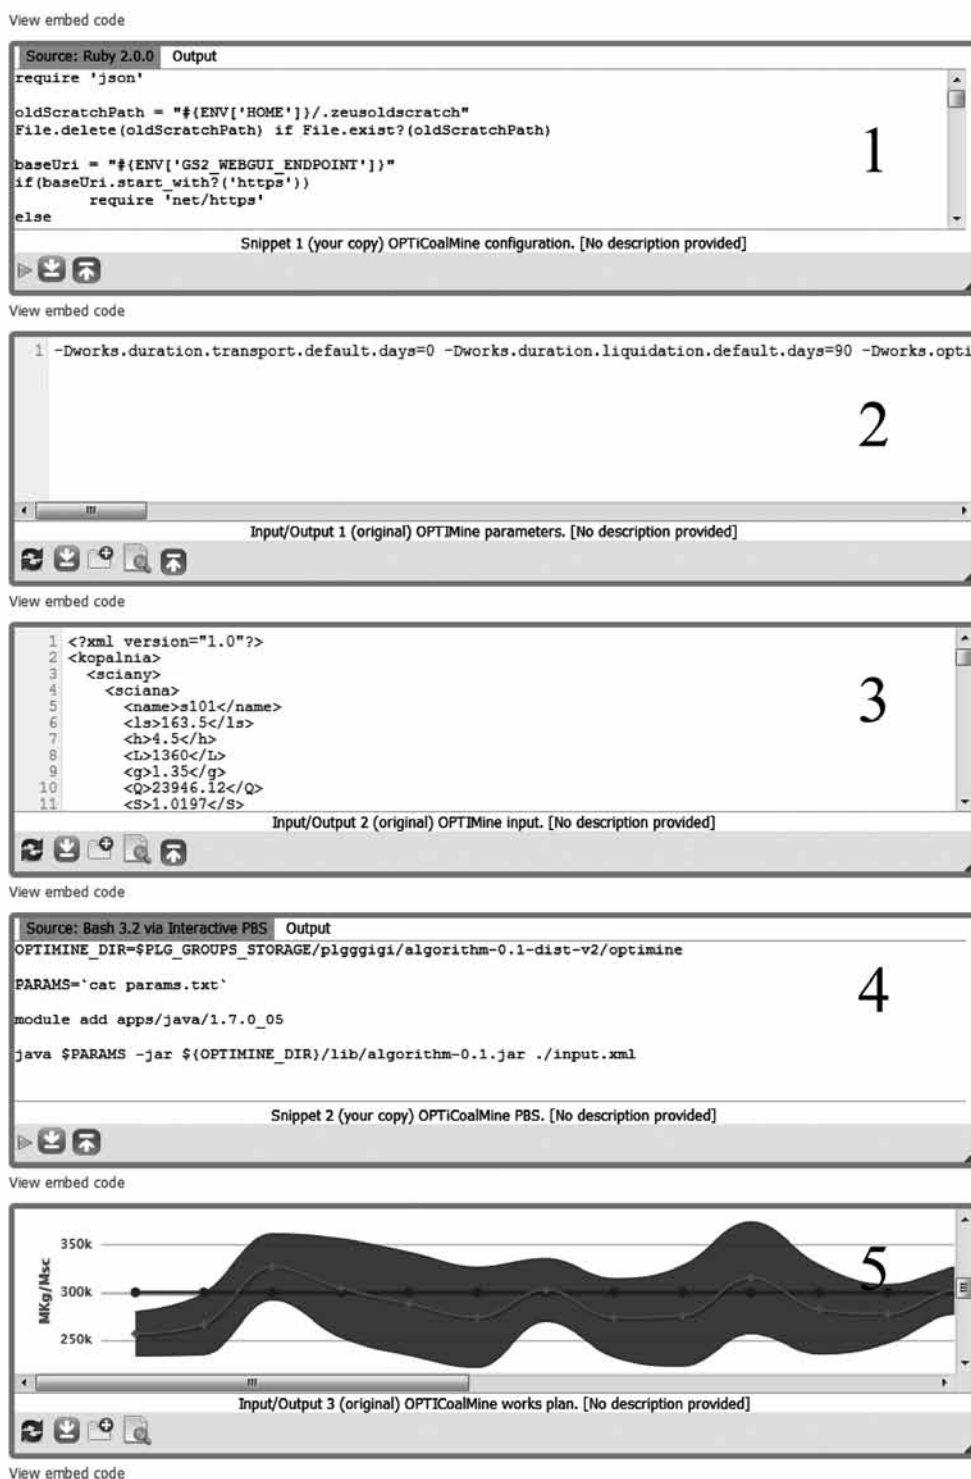 View embed code
Source: Ruby 2.0.0 Output
require 'json'
oldScratchPath = "#{ENV['HOME']}/.zeusoldscratch"
File.delete(oldScratchPath) if File.exist?(oldScratchPath)
1
baseUri = "#{ENV['GS2_WEBGUI_ENDPOINT']}"
if(baseUri.start_with?('https'))
require 'net/https'
else
Snippet 1 (your copy) OPTiCoalMine configuration. [No description provided]
View embed code
1 -Dworks.duration.transport.default.days=0 -Dworks.duration.liquidation.default.days=90 -Dworks.opti
2
Input/Output 1 (original) OPTIMine parameters. [No description provided]
View embed code
1 <?xml version="1.0"?>
2 <kopalnia>
3 <sciany>
4 <sciana>
5 <name>s101</name>
6 <ls>163.5</ls>
7 <h>4.5</h>
8 <L>1360</L>
9 <g>1.35</g>
10 <Q>23946.12</Q>
11 <S>1.0197</S>
3
Input/Output 2 (original) OPTIMine input. [No description provided]
View embed code
Source: Bash 3.2 via Interactive PBS Output
OPTIMINE_DIR=$PLG_GROUPS_STORAGE/plgggigi/algorithm-0.1-dist-v2/optimine
PARAMS=`cat params.txt`
4
module add apps/java/1.7.0_05
java $PARAMS -jar ${OPTIMINE_DIR}/lib/algorithm-0.1.jar ./input.xml
Snippet 2 (your copy) OPTiCoalMine PBS. [No description provided]
View embed code
MKg/Msc
350k
300k
250k
5
Input/Output 3 (original) OPTICoalMine works plan. [No description provided]
View embed code